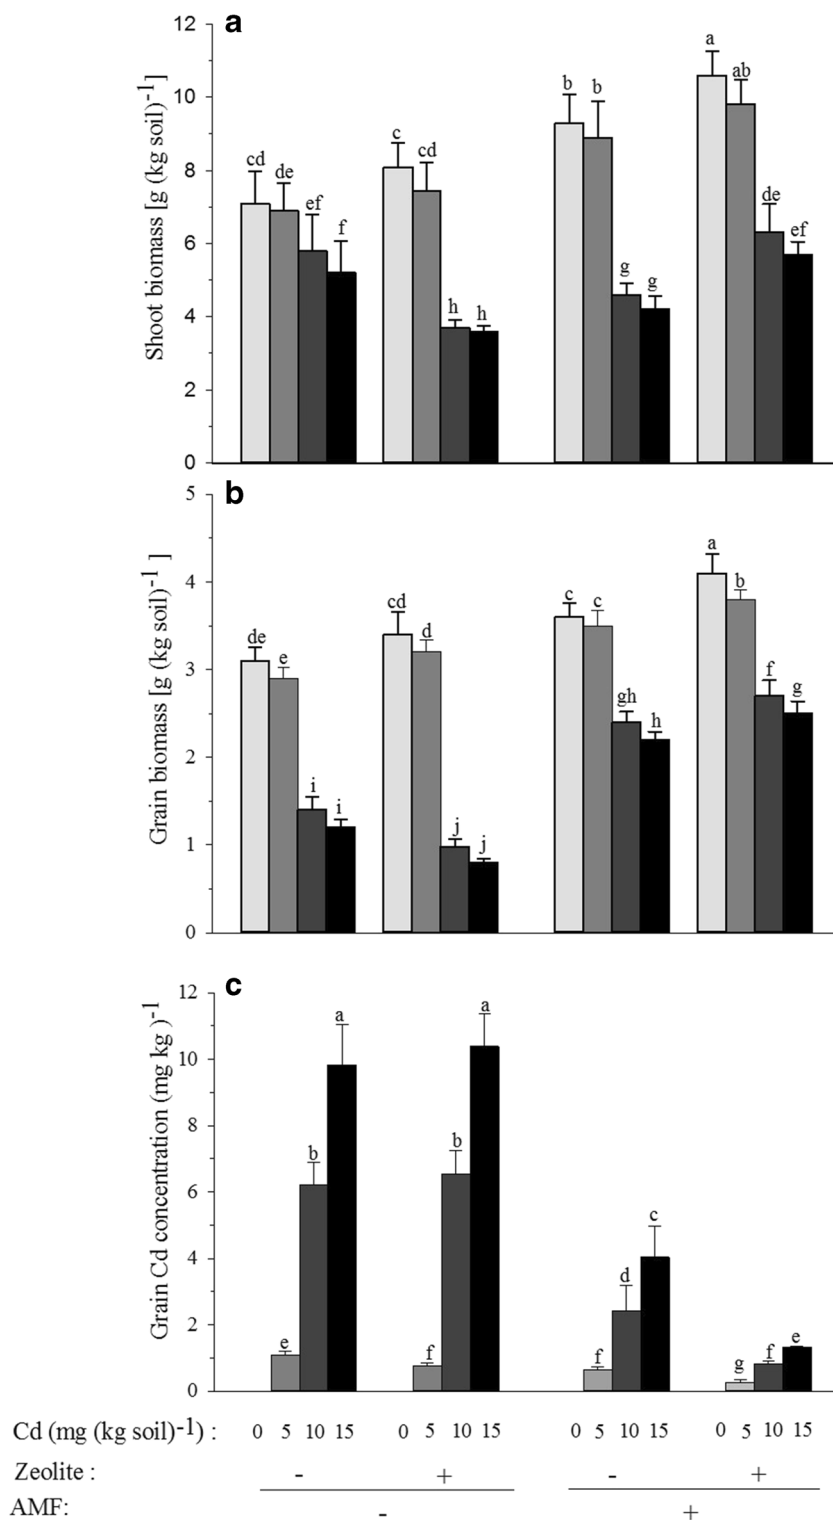 a
12
10
8
6
4
2
0
Shoot biomass [g (kg soil)-1]
cd de ef f
c cd h h
b b g g
a ab de ef
b
5
4
3
2
1
0
Grain biomass [g (kg soil)-1 ]
de e i i
cd d j j
c c gh h
a b f g
c
12
10
8
6
4
2
0
Grain Cd concentration (mg kg )-1
e b a
f b a
f d c
g f e
Cd (mg (kg soil)-1) : 0 5 10 15 0 5 10 15 0 5 10 15 0 5 10 15
Zeolite : - + - +
AMF: - +